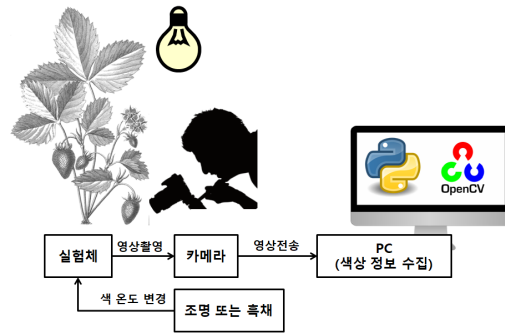 OpenCV
실험체
영상촬영
카메라
영상전송
PC
(색상 정보 수집)
색 온도 변경
조명 또는 흑채